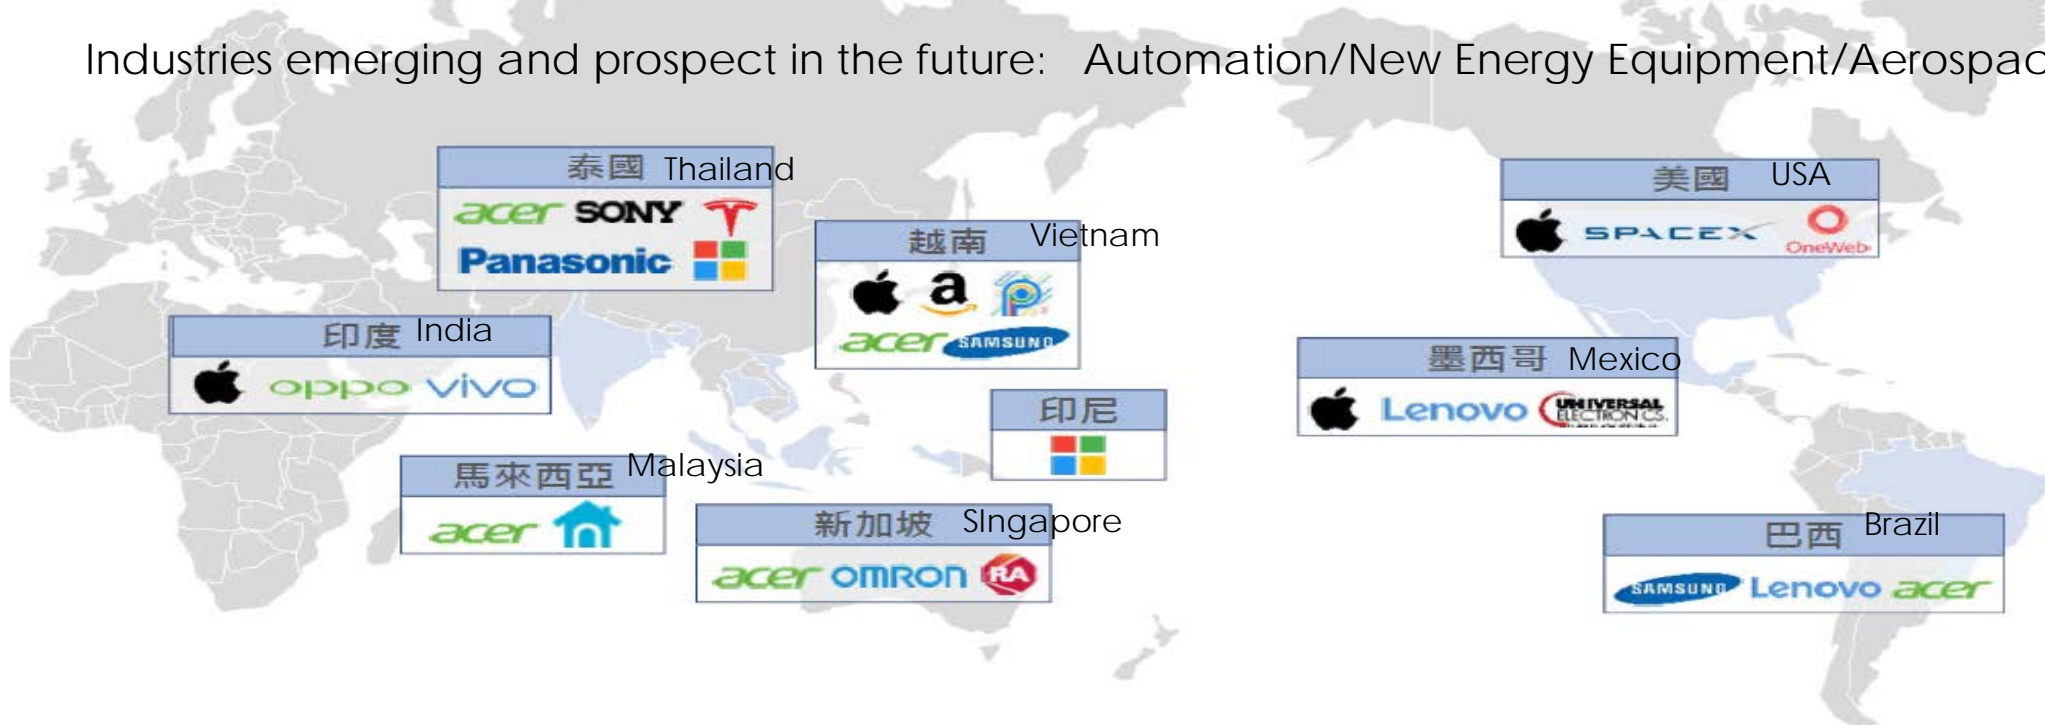 Industries emerging and prospect in the future: Automation/New Energy Equipment/Aerospac
泰國 Thailand
acer SONY
Panasonic
越南 Vietnam
a
acer SAMSUNG
美國 USA
SPACEX OneWeb
印度 India
oppo vivo
墨西哥 Mexico
Lenovo UNIVERSAL ELECTRONICS
印尼
馬來西亞 Malaysia
acer
新加坡 SIngapore
acer OMRON RA
巴西 Brazil
SAMSUNG Lenovo acer